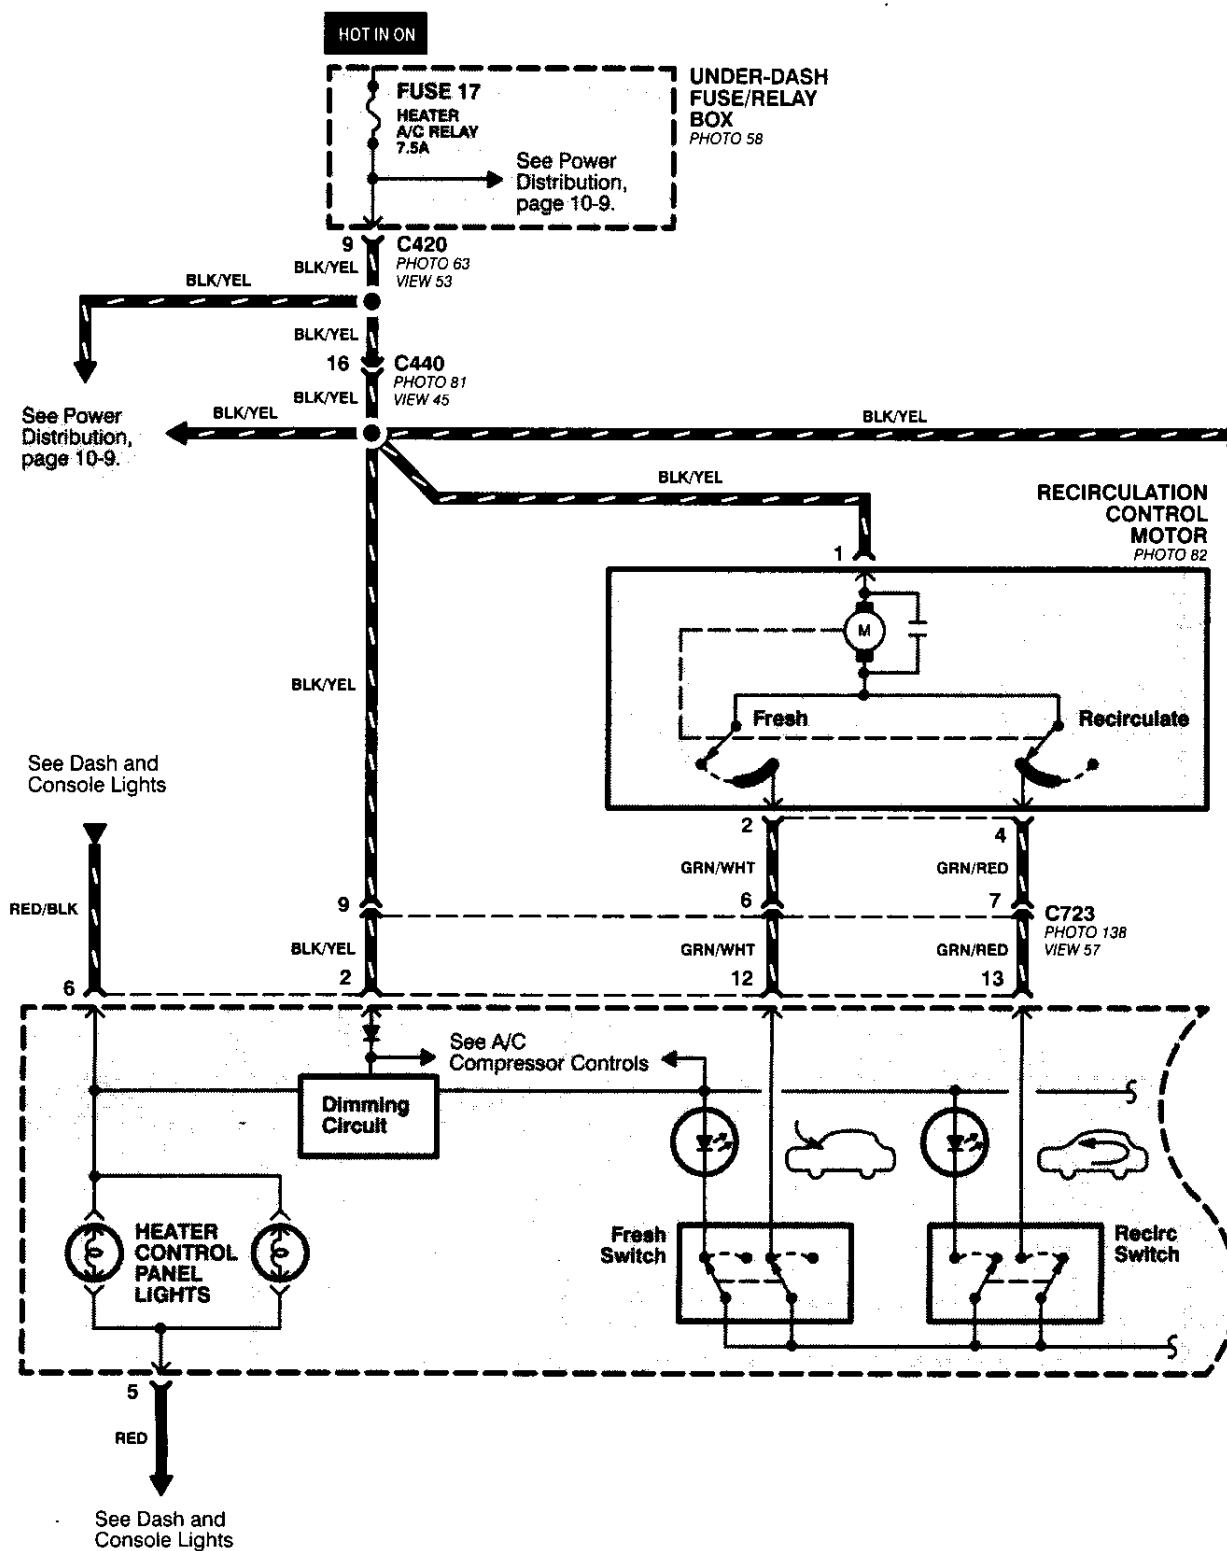 HOT IN ON
FUSE 17
HEATER
A/C RELAY
7.5A
See Power
Distribution,
page 10-9.
UNDER-DASH
FUSE/RELAY
BOX
PHOTO 58
9
C420
PHOTO 63
VIEW 53
BLK/YEL
BLK/YEL
BLK/YEL
16
C440
PHOTO 81
VIEW 45
BLK/YEL
See Power
Distribution,
page 10-9.
BLK/YEL
BLK/YEL
BLK/YEL
RECIRCULATION
CONTROL
MOTOR
PHOTO 82
1
M
Fresh
Recirculate
BLK/YEL
See Dash and
Console Lights
2
4
RED/BLK
GRN/WHT
GRN/RED
9
6
7
C723
PHOTO 138
VIEW 57
BLK/YEL
GRN/WHT
GRN/RED
6
2
12
13
See A/C
Compressor Controls
Dimming
Circuit
HEATER
CONTROL
PANEL
LIGHTS
Fresh
Switch
Recirc
Switch
5
RED
See Dash and
Console Lights